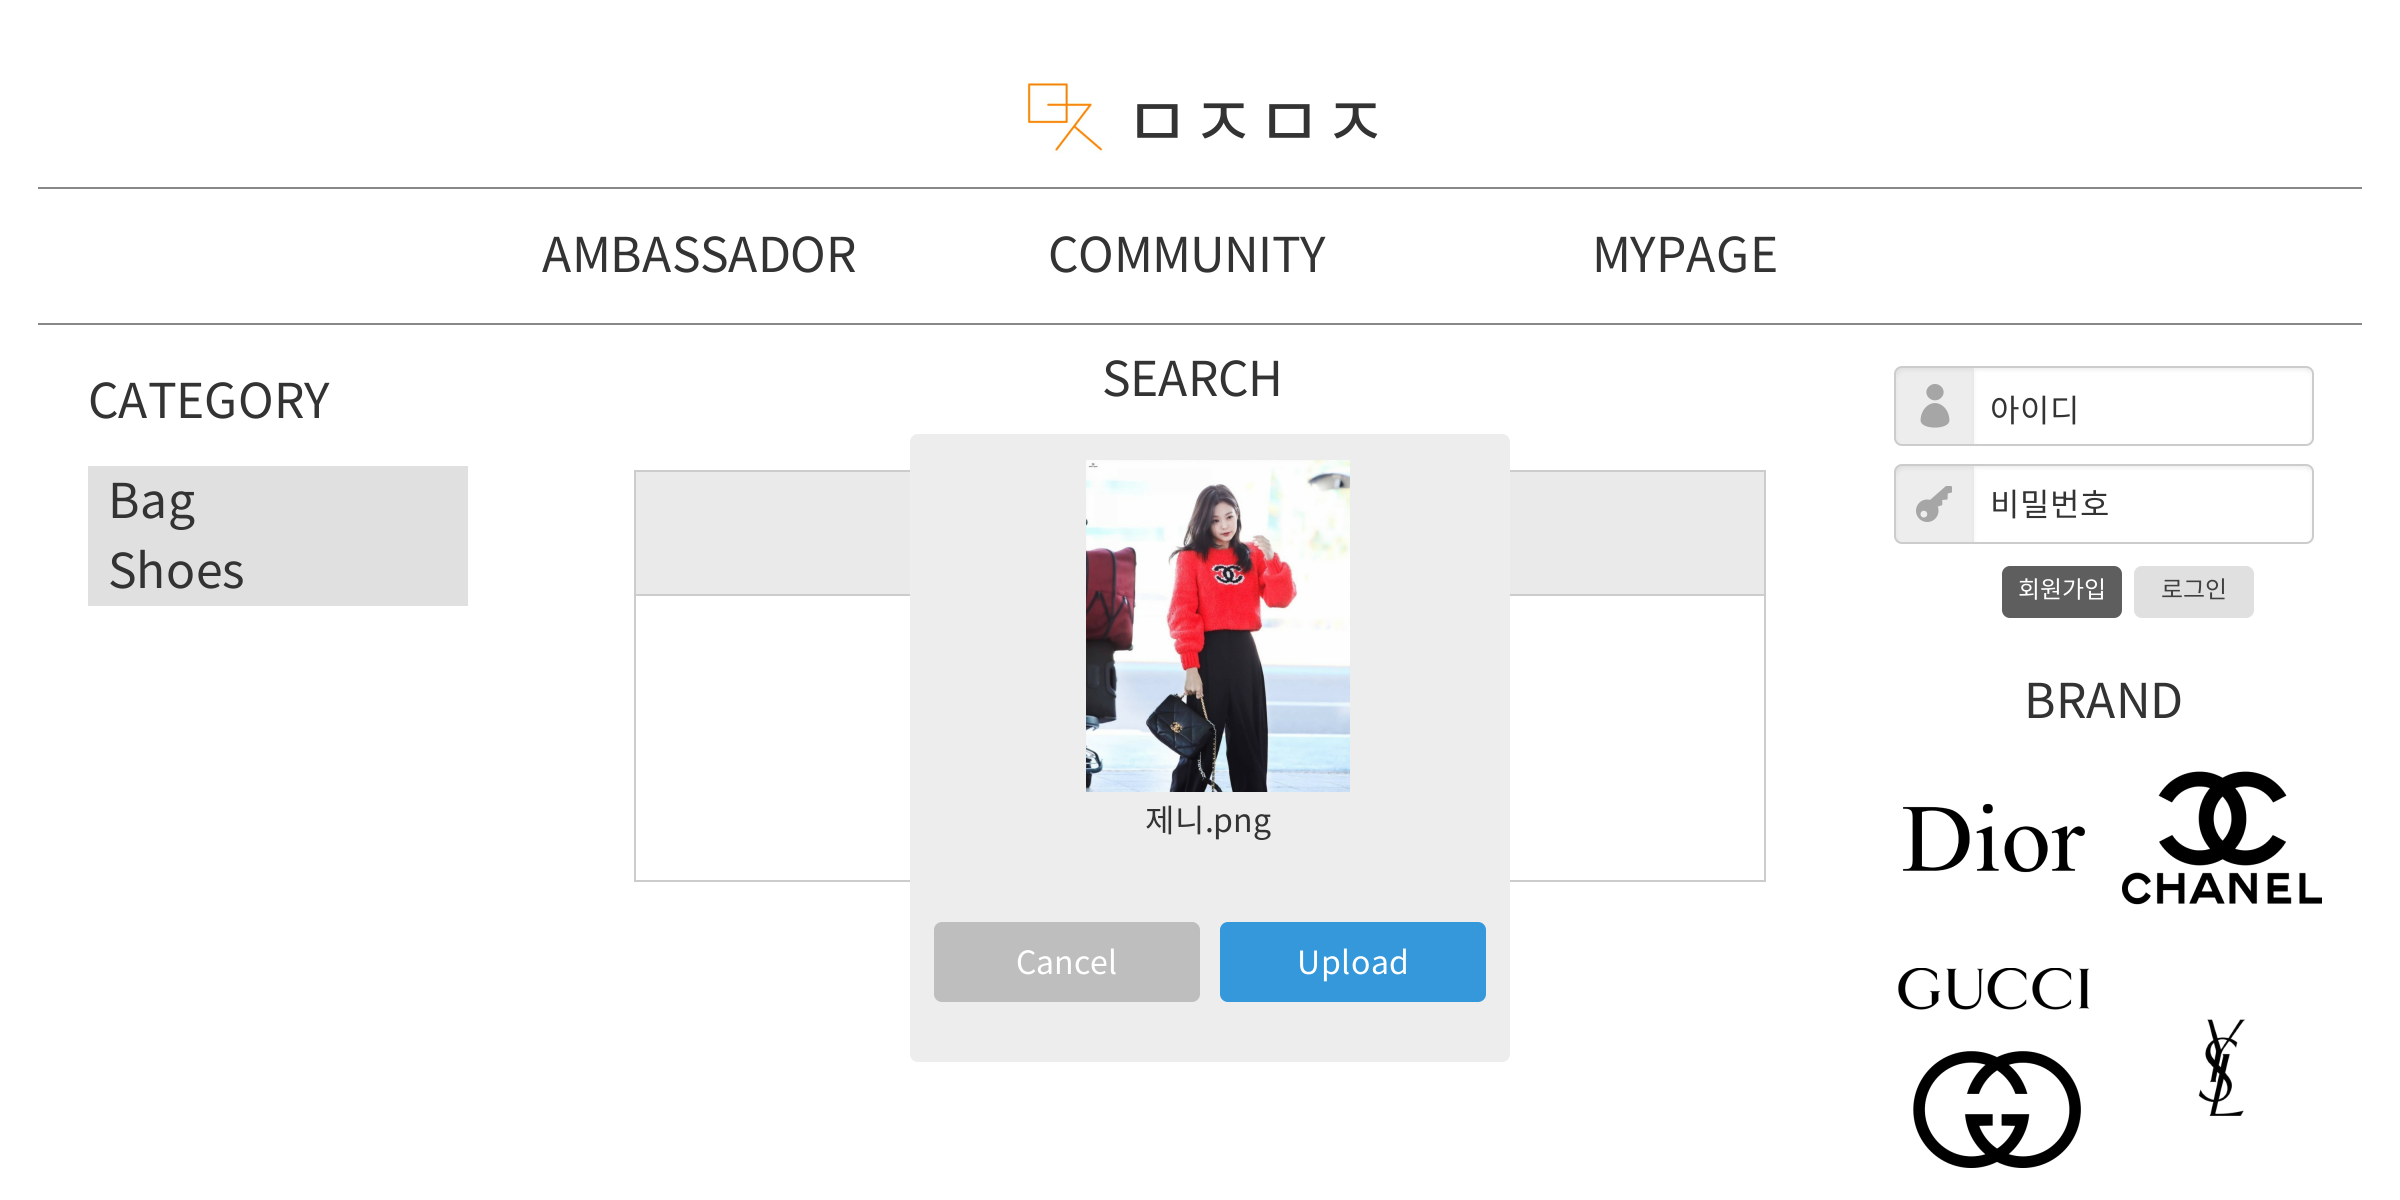 ㅁㅈㅁㅈ
AMBASSADOR
COMMUNITY
MYPAGE
CATEGORY
Bag
Shoes
SEARCH
제니.png
Cancel
Upload
아이디
비밀번호
회원가입
로그인
BRAND
Dior
CHANEL
GUCCI
YSL